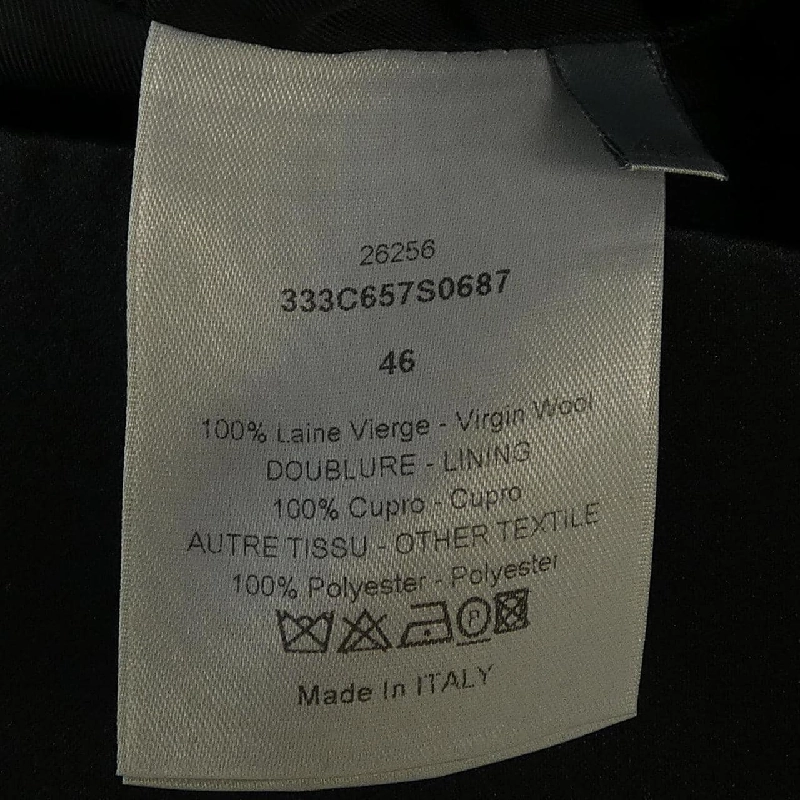 26256
333C657S0687
46
100% Laine Vierge - Virgin Wool
DOUBLURE - LINING
100% Cupro - Cupro
AUTRE TISSU - OTHER TEXTILE
100% Polyester - Polyester
P
Made In ITALY